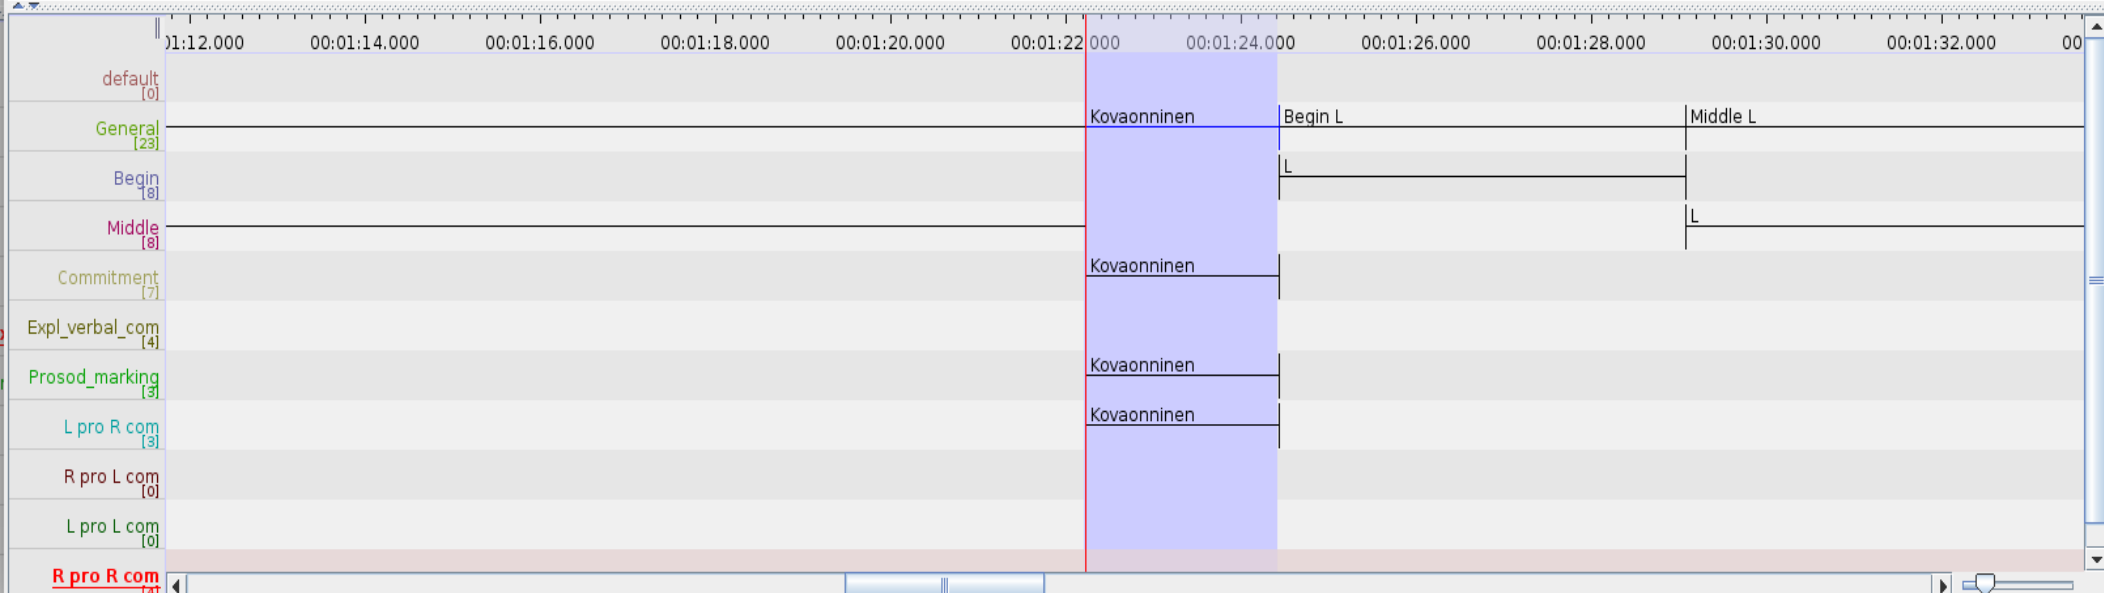 01:12.000 00:01:14.000 00:01:16.000 00:01:18.000 00:01:20.000 00:01:22.000 00:01:24.000 00:01:26.000 00:01:28.000 00:01:30.000 00:01:32.000 00
default
[0]
General Kovaonninen Begin L Middle L
[23]
Begin L
[8]
Middle L
[8]
Commitment Kovaonninen
[7]
Expl_verbal_com
[4]
Prosod_marking Kovaonninen
[3]
L pro R com Kovaonninen
[3]
R pro L com
[0]
L pro L com
[0]
R pro R com
[4]